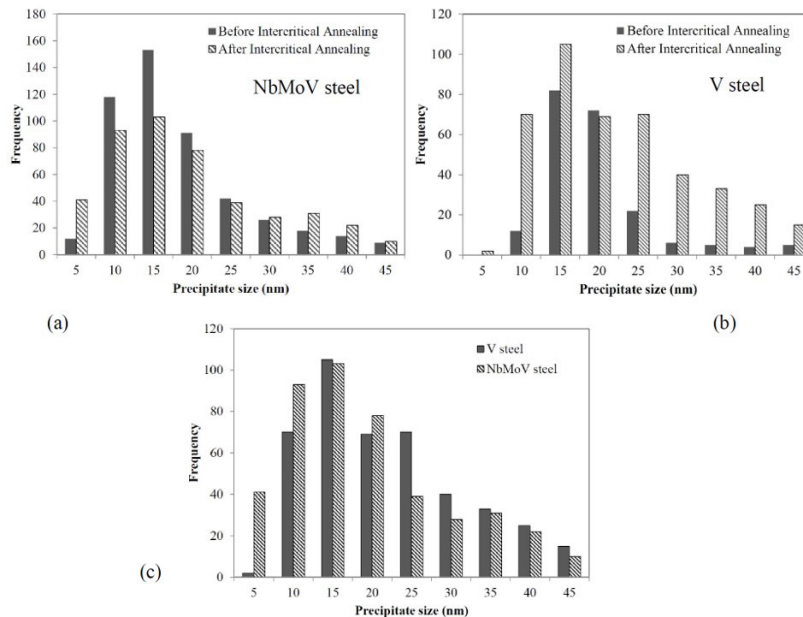 180
160
140
120
100
80
60
40
20
0
Frequency
Before Intercritical Annealing
After Intercritical Annealing
NbMoV steel
5 10 15 20 25 30 35 40 45
Precipitate size (nm)
(a)
120
100
80
60
40
20
0
Frequency
Before Intercritical Annealing
After Intercritical Annealing
V steel
5 10 15 20 25 30 35 40 45
Precipitate size (nm)
(b)
120
100
80
60
40
20
0
Frequency
V steel
NbMoV steel
5 10 15 20 25 30 35 40 45
Precipitate size (nm)
(c)